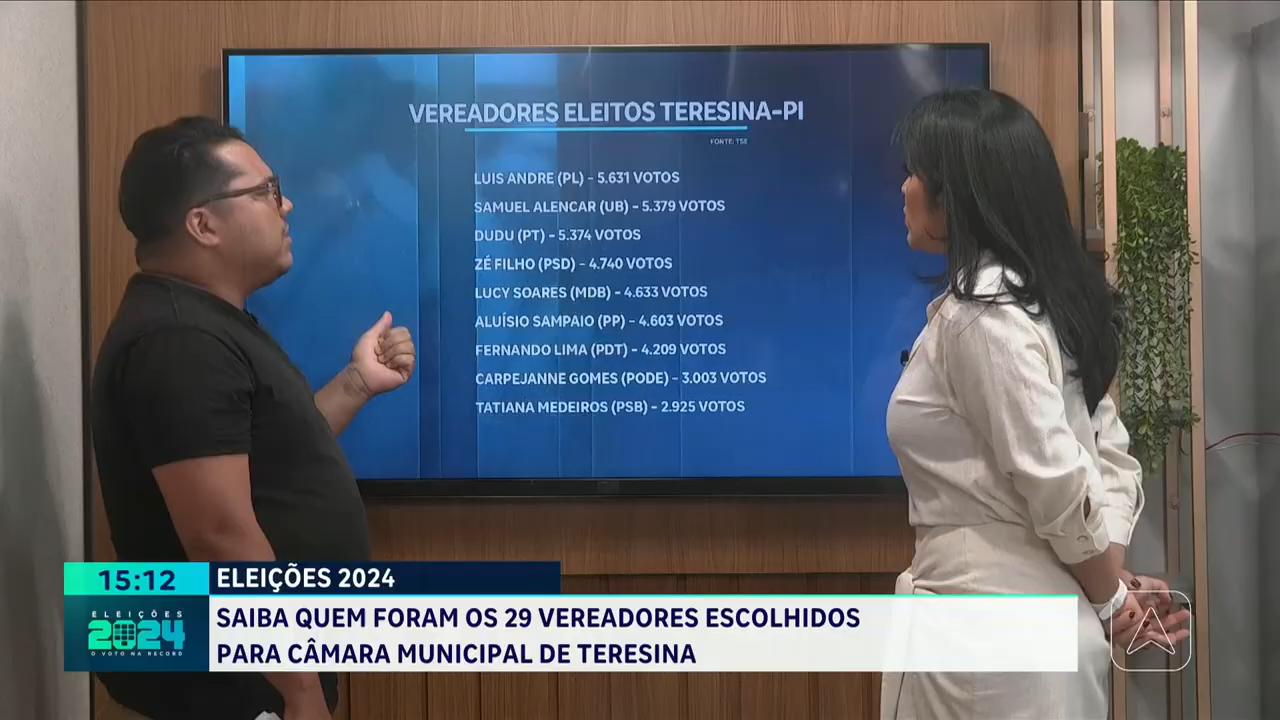 VEREADORES ELEITOS TERESINA-PI
FONTE: TSE
LUIS ANDRE (PL) - 5.631 VOTOS
SAMUEL ALENCAR (UB) - 5.379 VOTOS
DUDU (PT) - 5.374 VOTOS
ZÉ FILHO (PSD) - 4.740 VOTOS
LUCY SOARES (MDB) - 4.633 VOTOS
ALUÍSIO SAMPAIO (PP) - 4.603 VOTOS
FERNANDO LIMA (PDT) - 4.209 VOTOS
CARPEJANNE GOMES (PODE) - 3.003 VOTOS
TATIANA MEDEIROS (PSB) - 2.925 VOTOS
15:12
ELEIÇÕES 2024
ELEIÇÕES
2024
O VOTO NA RECORD
SAIBA QUEM FORAM OS 29 VEREADORES ESCOLHIDOS
PARA CÂMARA MUNICIPAL DE TERESINA